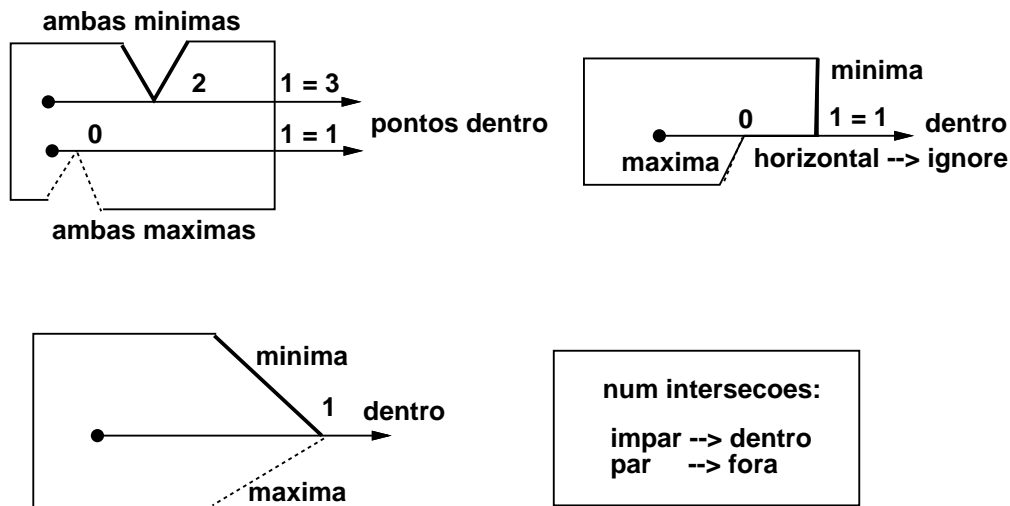 ambas minimas
2
1 = 3
0
1 = 1
pontos dentro
ambas maximas
minima
0
1 = 1
dentro
maxima
horizontal --> ignore
minima
1
dentro
maxima
num intersecoes:
impar --> dentro
par --> fora